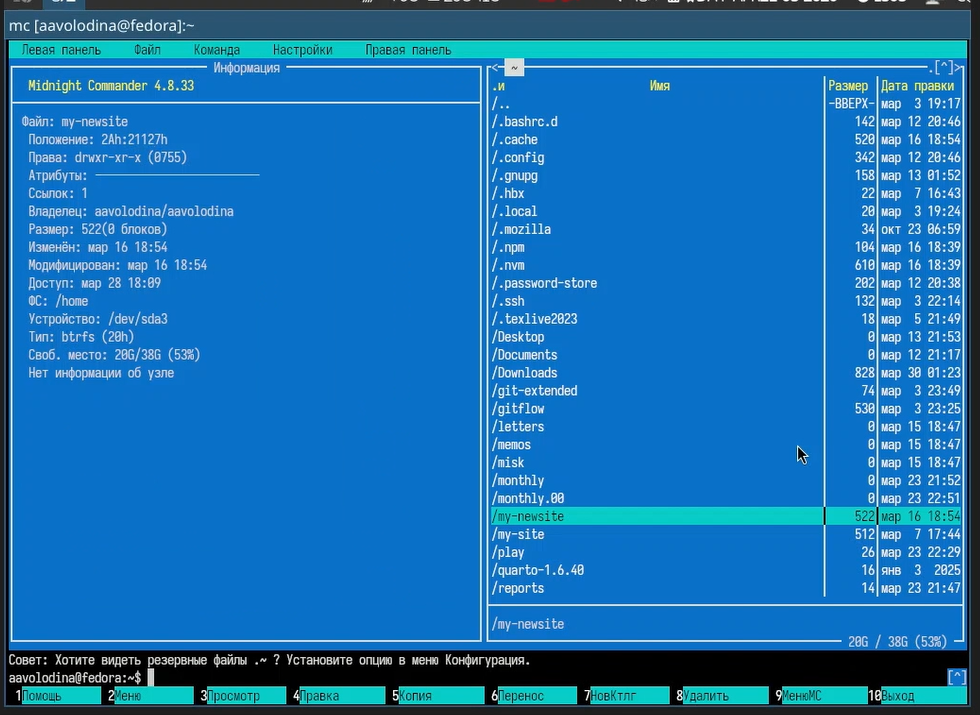 mc [aavolodina@fedora]:~
Левая панель Файл Команда Настройки Правая панель
Информация
Midnight Commander 4.8.33
Файл: my-newsite
Положение: 2Ah:21127h
Права: drwxr-xr-x (0755)
Атрибуты:
Ссылок: 1
Владелец: aavolodina/aavolodina
Размер: 522(0 блоков)
Изменён: мар 16 18:54
Модифицирован: мар 16 18:54
Доступ: мар 28 18:09
ФС: /home
Устройство: /dev/sda3
Тип: btrfs (20h)
Своб. место: 20G/38G (53%)
Нет информации об узле
<- ~ .[^]>
.и Имя Размер Дата правки
/.. -ВВЕРХ- мар 3 19:17
/.bashrc.d 142 мар 12 20:46
/.cache 520 мар 16 18:54
/.config 342 мар 12 20:46
/.gnupg 158 мар 13 01:52
/.hbx 22 мар 7 16:43
/.local 20 мар 3 19:24
/.mozilla 34 окт 23 06:59
/.npm 104 мар 16 18:39
/.nvm 610 мар 16 18:39
/.password-store 202 мар 12 20:38
/.ssh 132 мар 3 22:14
/.texlive2023 18 мар 5 21:49
/Desktop 0 мар 13 21:53
/Documents 0 мар 12 21:17
/Downloads 828 мар 30 01:23
/git-extended 74 мар 3 23:49
/gitflow 530 мар 3 23:25
/letters 0 мар 15 18:47
/memos 0 мар 15 18:47
/misk 0 мар 15 18:47
/monthly 0 мар 23 21:52
/monthly.00 0 мар 23 22:51
/my-newsite 522 мар 16 18:54
/my-site 512 мар 7 17:44
/play 26 мар 23 22:29
/quarto-1.6.40 16 янв 3 2025
/reports 14 мар 23 21:47
/my-newsite
20G / 38G (53%)
Совет: Хотите видеть резервные файлы .~ ? Установите опцию в меню Конфигурация.
aavolodina@fedora:~$ [^]
1Помощь 2Меню 3Просмотр 4Правка 5Копия 6Перенос 7НовКтлг 8Удалить 9МенюMC 10Выход